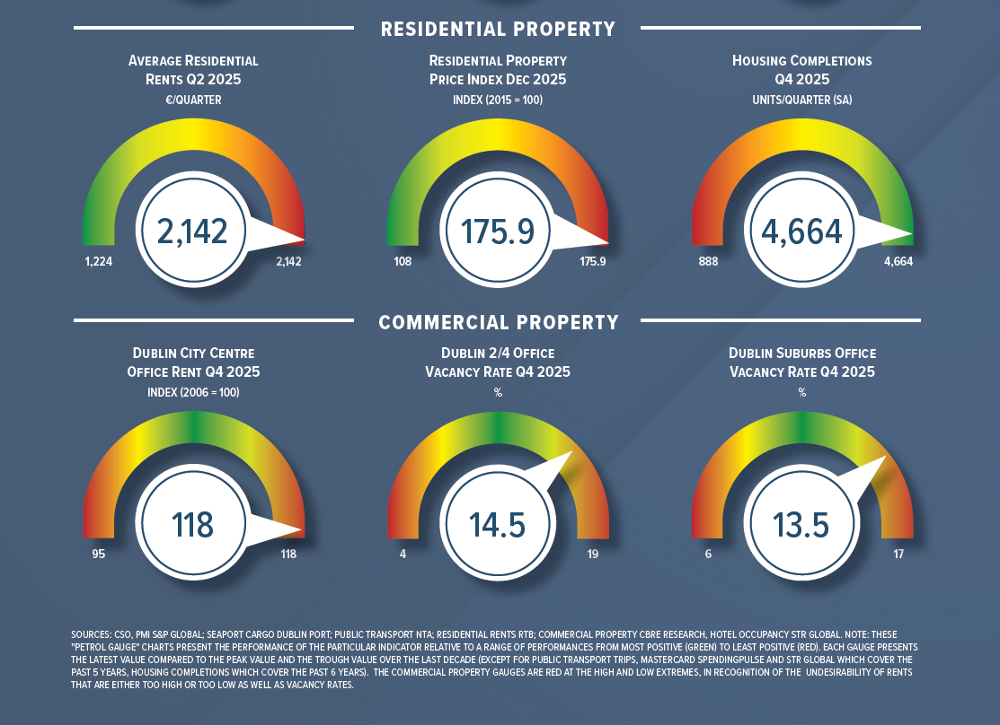 RESIDENTIAL PROPERTY
AVERAGE RESIDENTIAL
RENTS Q2 2025
€/QUARTER
2,142
1,224
2,142
RESIDENTIAL PROPERTY
PRICE INDEX DEC 2025
INDEX (2015 = 100)
175.9
108
175.9
HOUSING COMPLETIONS
Q4 2025
UNITS/QUARTER (SA)
4,664
888
4,664
COMMERCIAL PROPERTY
DUBLIN CITY CENTRE
OFFICE RENT Q4 2025
INDEX (2006 = 100)
118
95
118
DUBLIN 2/4 OFFICE
VACANCY RATE Q4 2025
%
14.5
4
19
DUBLIN SUBURBS OFFICE
VACANCY RATE Q4 2025
%
13.5
6
17
SOURCES: CSO, PMI S&P GLOBAL; SEAPORT CARGO DUBLIN PORT; PUBLIC TRANSPORT NTA; RESIDENTIAL RENTS RTB; COMMERCIAL PROPERTY CBRE RESEARCH, HOTEL OCCUPANCY STR GLOBAL. NOTE: THESE
"PETROL GAUGE" CHARTS PRESENT THE PERFORMANCE OF THE PARTICULAR INDICATOR RELATIVE TO A RANGE OF PERFORMANCES FROM MOST POSITIVE (GREEN) TO LEAST POSITIVE (RED). EACH GAUGE PRESENTS
THE LATEST VALUE COMPARED TO THE PEAK VALUE AND THE TROUGH VALUE OVER THE LAST DECADE (EXCEPT FOR PUBLIC TRANSPORT TRIPS, MASTERCARD SPENDINGPULSE AND STR GLOBAL WHICH COVER THE
PAST 5 YEARS, HOUSING COMPLETIONS WHICH COVER THE PAST 6 YEARS). THE COMMERCIAL PROPERTY GAUGES ARE RED AT THE HIGH AND LOW EXTREMES, IN RECOGNITION OF THE UNDESIRABILITY OF RENTS
THAT ARE EITHER TOO HIGH OR TOO LOW AS WELL AS VACANCY RATES.